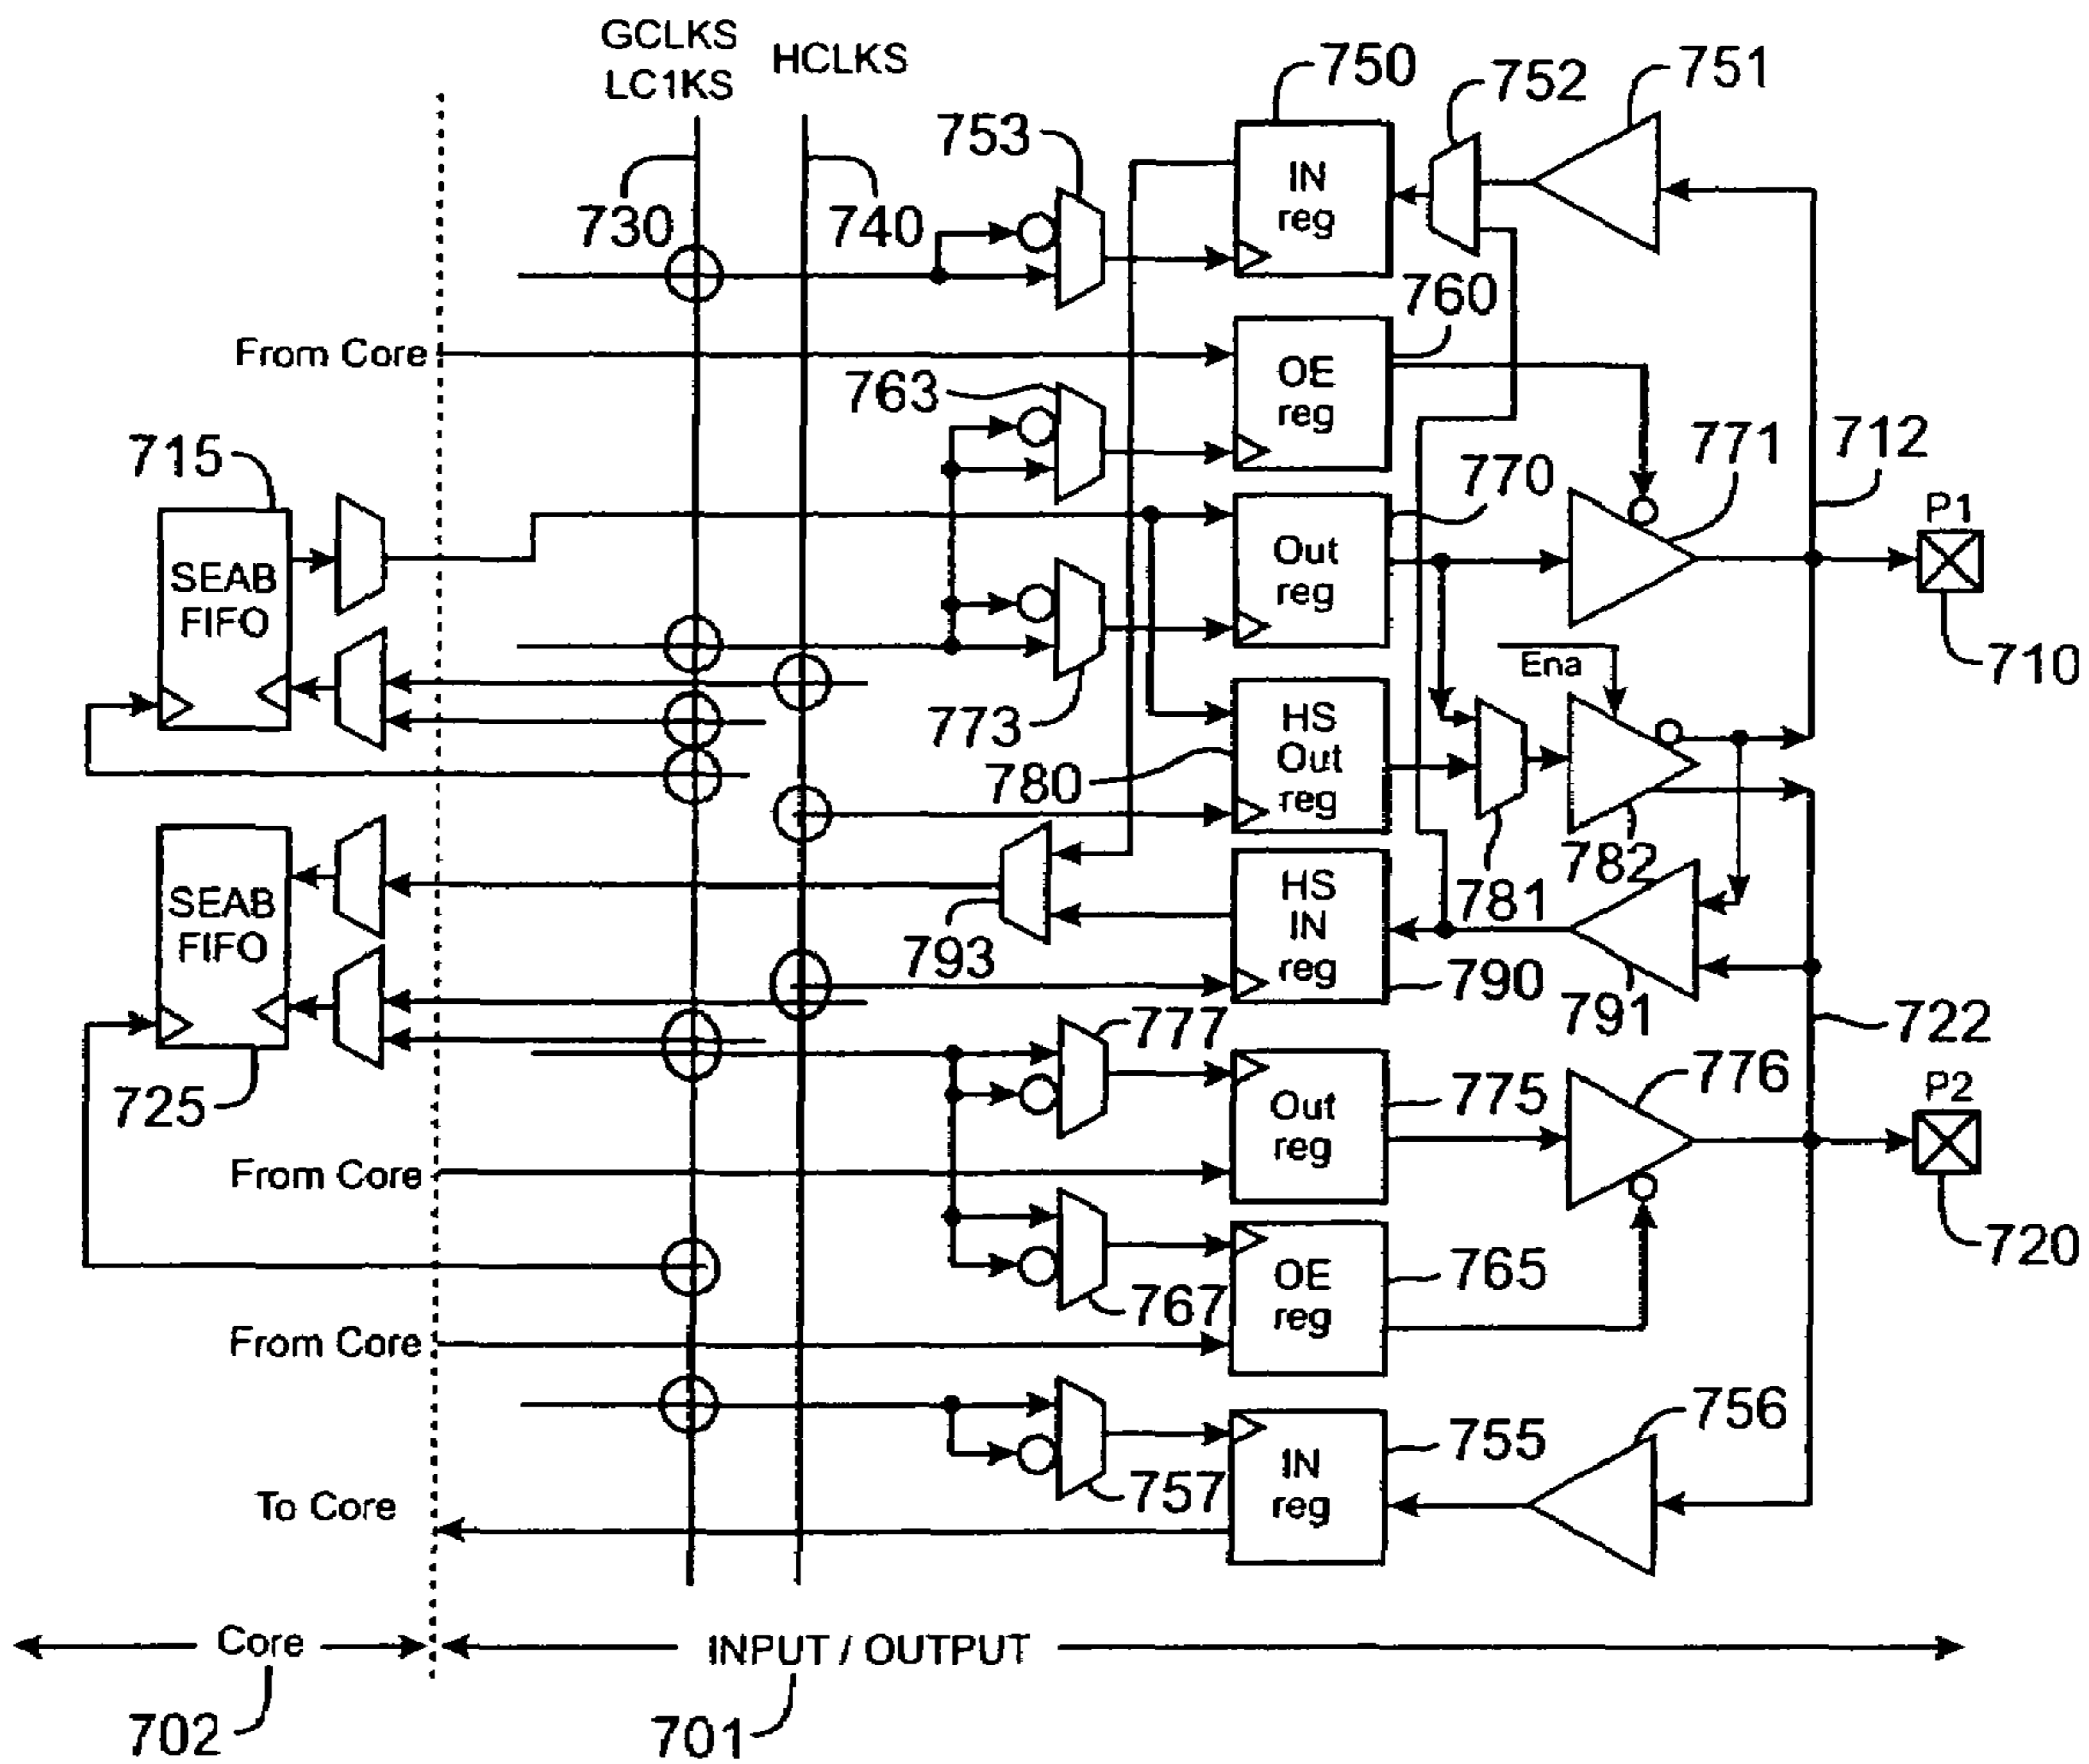 GCLKS
LC1KS
HCLKS
750
752
751
753
IN
reg
730
740
760
From Core
OE
reg
763
715
770
771
712
P1
SEAB
FIFO
Out
reg
710
Ena
773
HS
Out
reg
780
782
SEAB
FIFO
HS
IN
reg
781
793
790
791
722
777
725
Out
reg
775
776
P2
From Core
720
OE
reg
765
767
From Core
755
756
IN
reg
757
To Core
Core
INPUT / OUTPUT
702
701